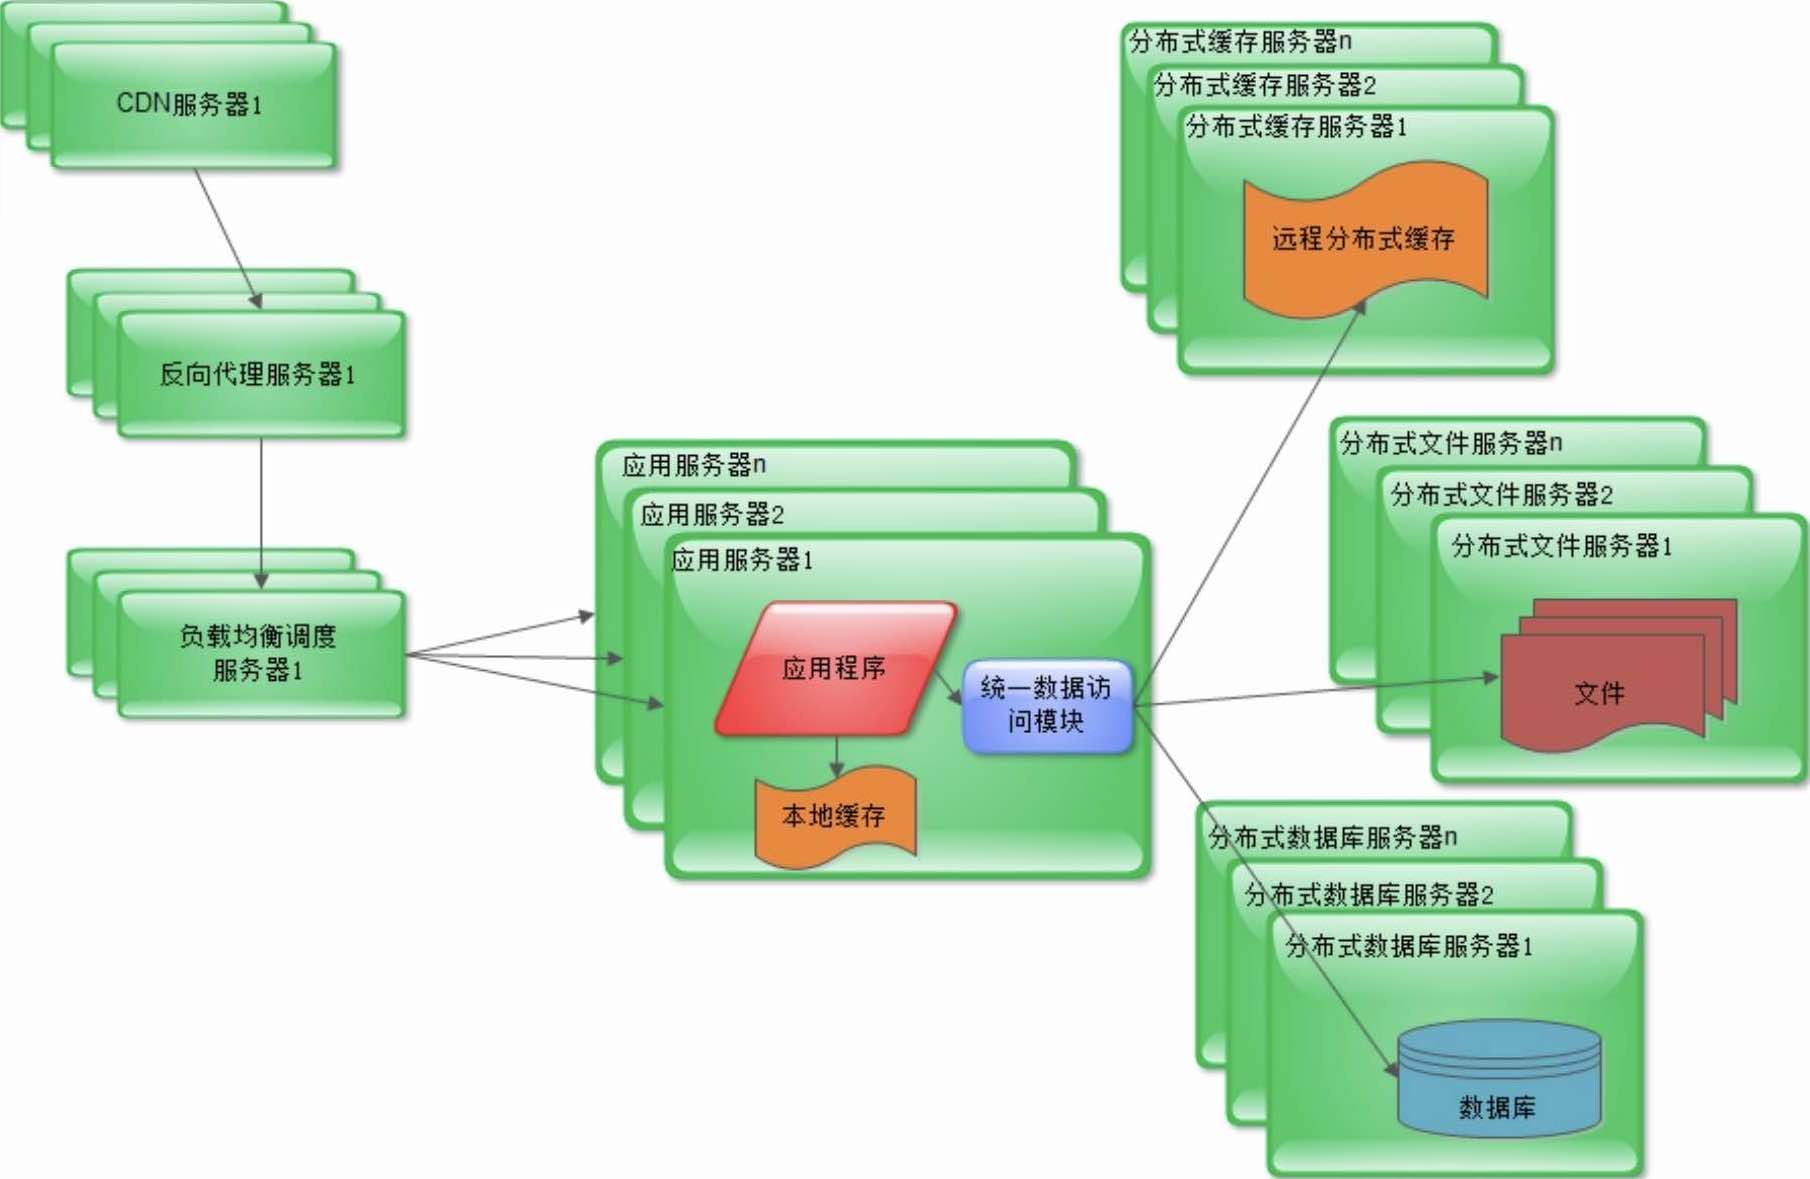 CDN服务器1
反向代理服务器1
负载均衡调度
服务器1
应用服务器n
应用服务器2
应用服务器1
应用程序
统一数据访
问模块
本地缓存
分布式缓存服务器n
分布式缓存服务器2
分布式缓存服务器1
远程分布式缓存
分布式文件服务器n
分布式文件服务器2
分布式文件服务器1
文件
分布式数据库服务器n
分布式数据库服务器2
分布式数据库服务器1
数据库